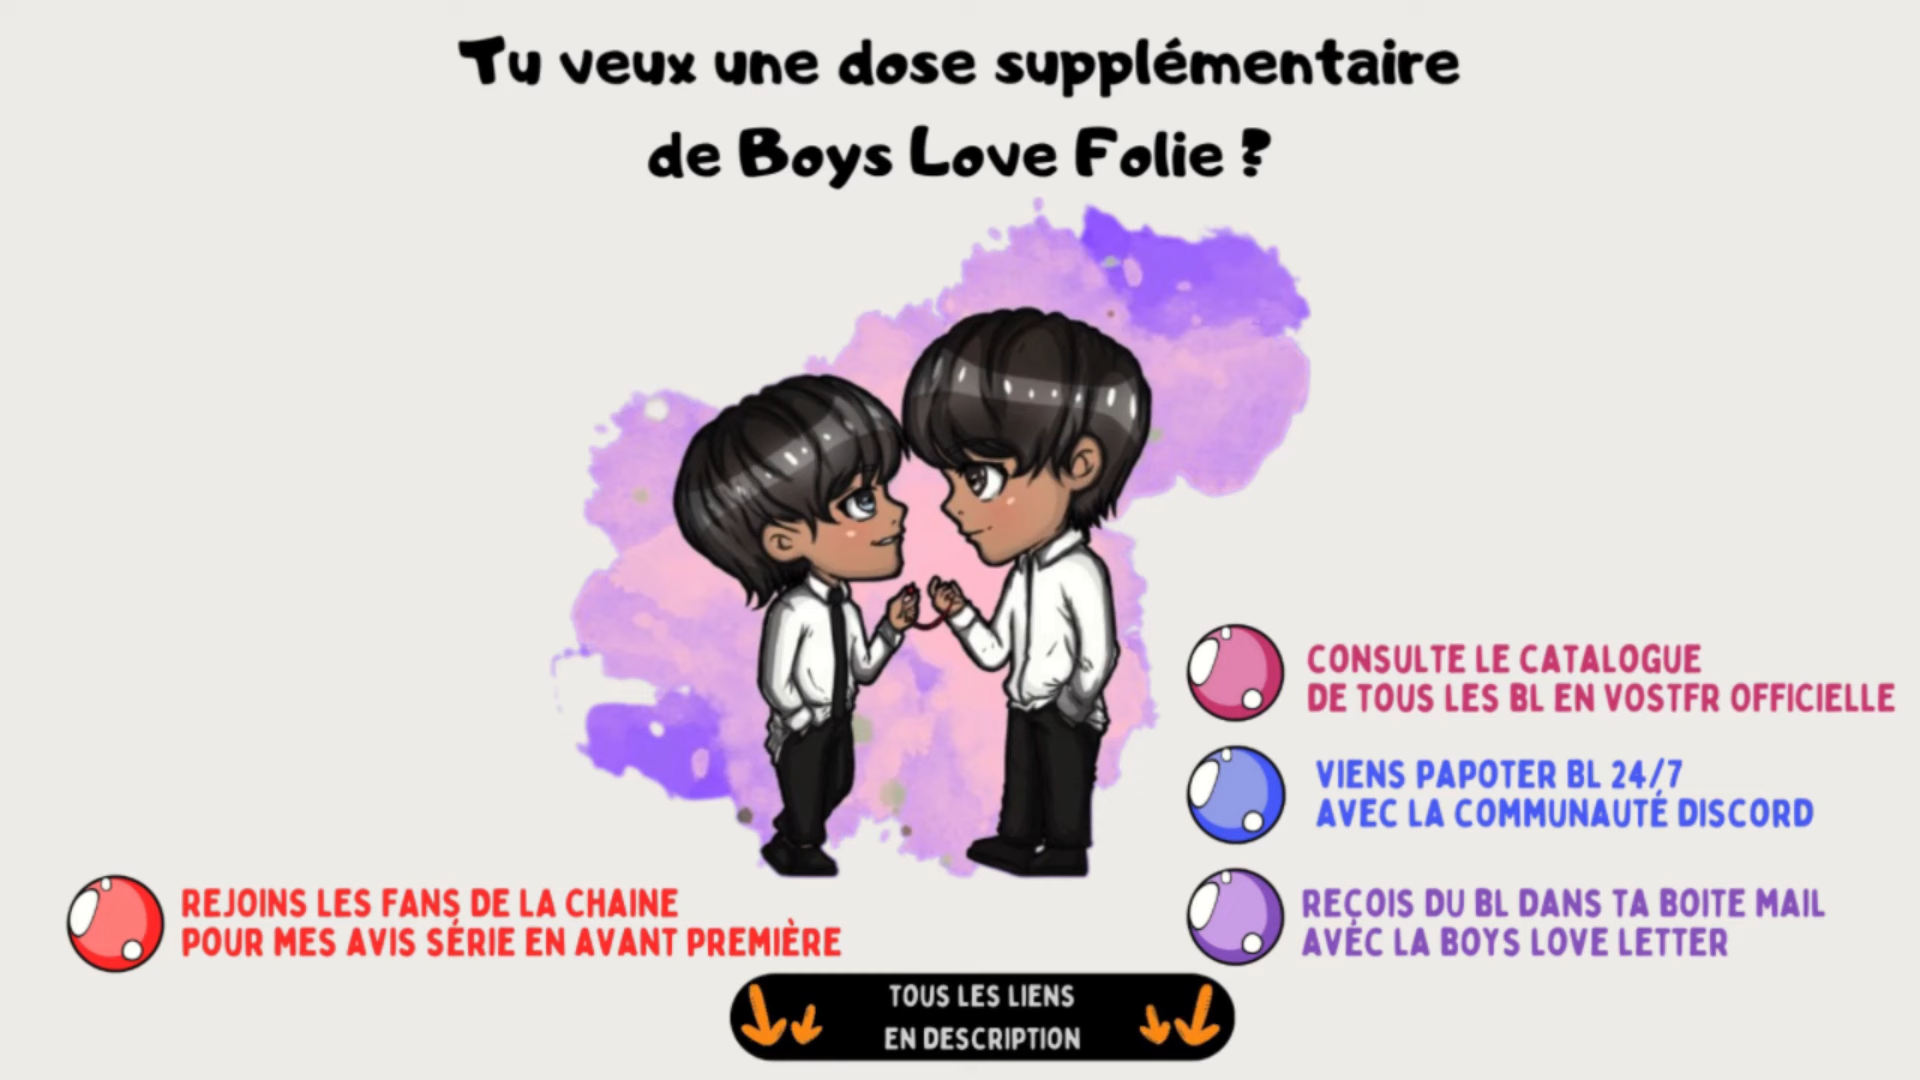 Tu veux une dose supplémentaire
de Boys Love Folie ?
CONSULTE LE CATALOGUE
DE TOUS LES BL EN VOSTFR OFFICIELLE
VIENS PAPOTER BL 24/7
AVEC LA COMMUNAUTÉ DISCORD
REÇOIS DU BL DANS TA BOITE MAIL
AVEC LA BOYS LOVE LETTER
REJOINS LES FANS DE LA CHAINE
POUR MES AVIS SÉRIE EN AVANT PREMIÈRE
TOUS LES LIENS
EN DESCRIPTION